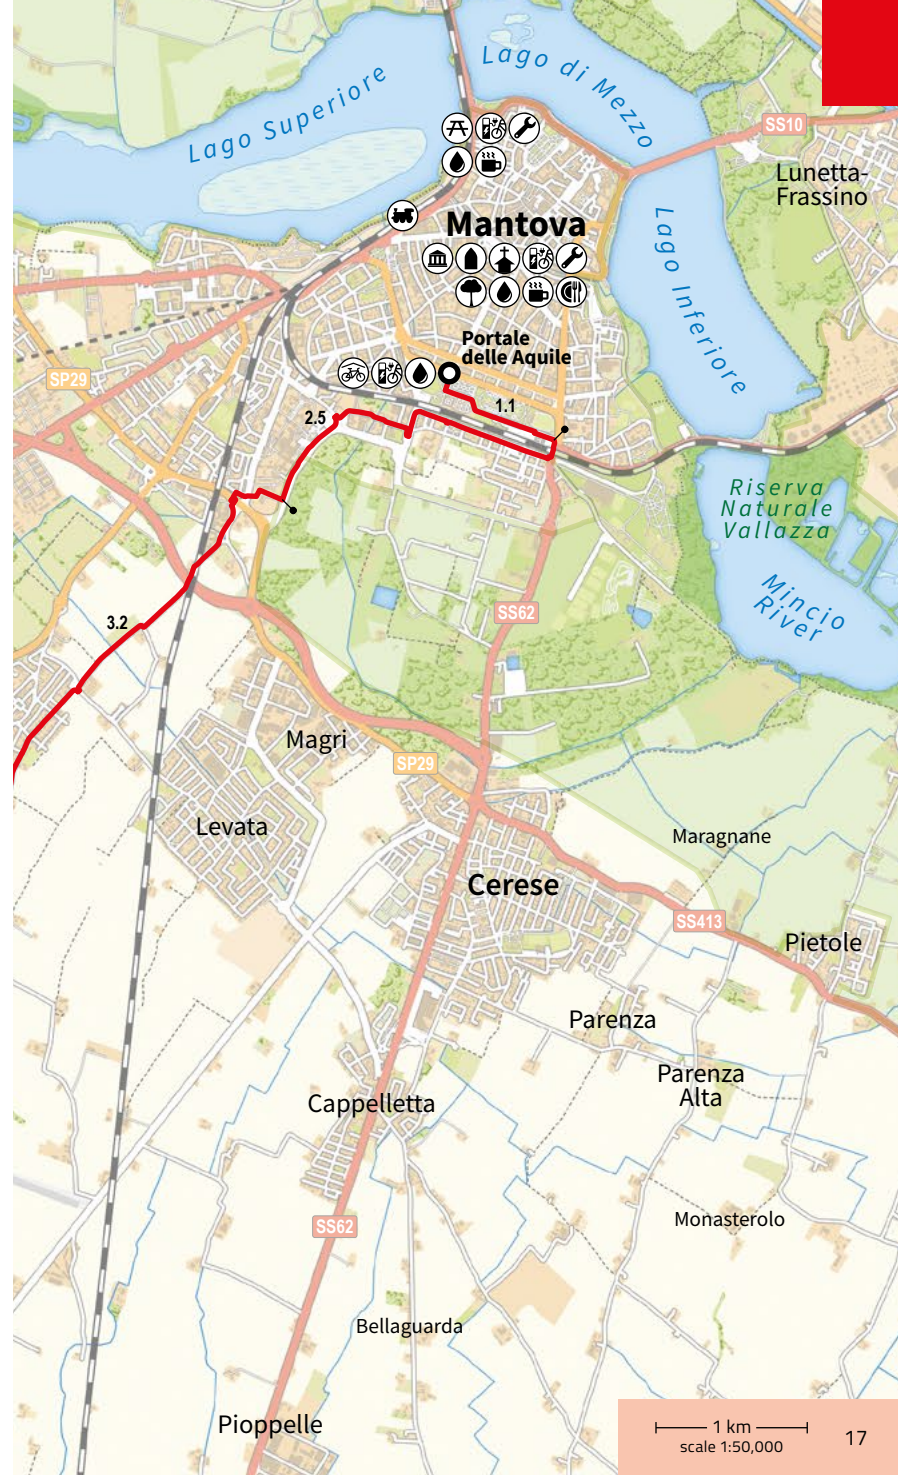 Lago Superiore
Lago di Mezzo
SS10
Lunetta-
Frassino
Mantova
Lago Inferiore
Portale
delle Aquile
SP29
1.1
2.5
Riserva
Naturale
Vallazza
Mincio
River
SS62
3.2
Magri
SP29
Levata
Maragnane
Cerese
SS413
Pietole
Parenza
Parenza
Alta
Cappelletta
SS62
Monasterolo
Bellaguarda
Pioppelle
1 km
scale 1:50,000
17